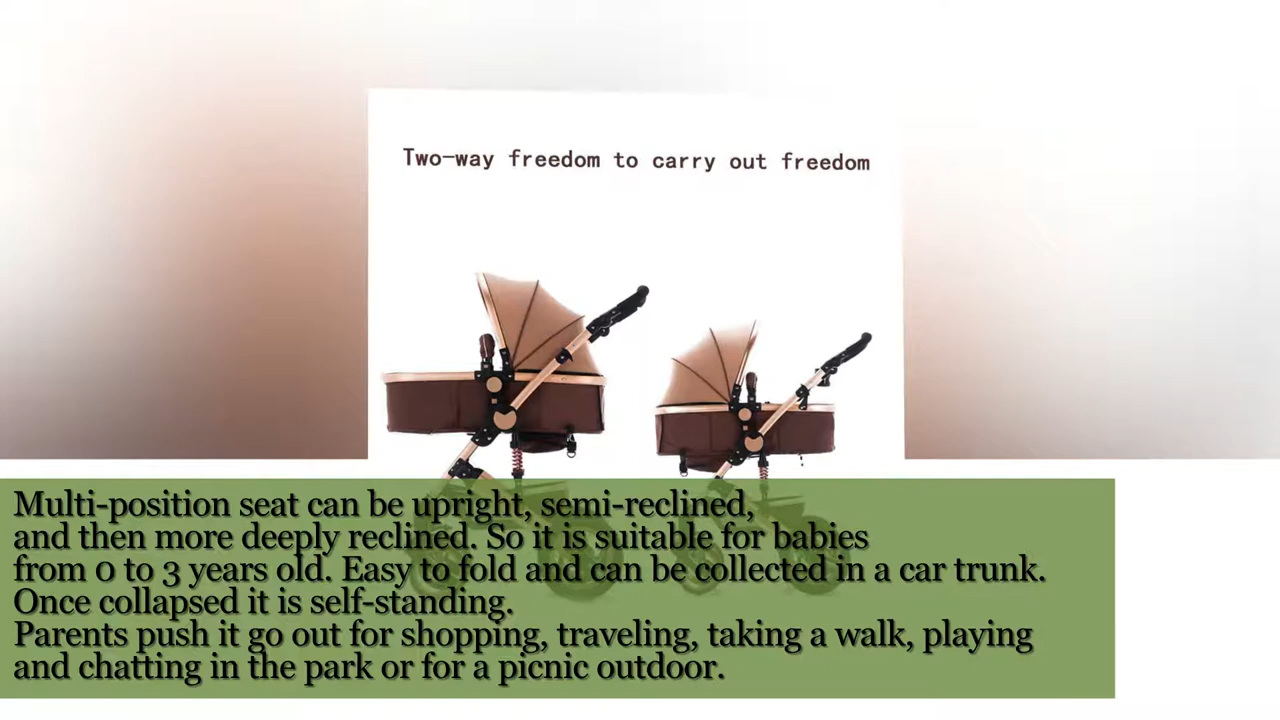 Two-way freedom to carry out freedom
Multi-position seat can be upright, semi-reclined,
and then more deeply reclined. So it is suitable for babies
from 0 to 3 years old. Easy to fold and can be collected in a car trunk.
Once collapsed it is self-standing.
Parents push it go out for shopping, traveling, taking a walk, playing
and chatting in the park or for a picnic outdoor.